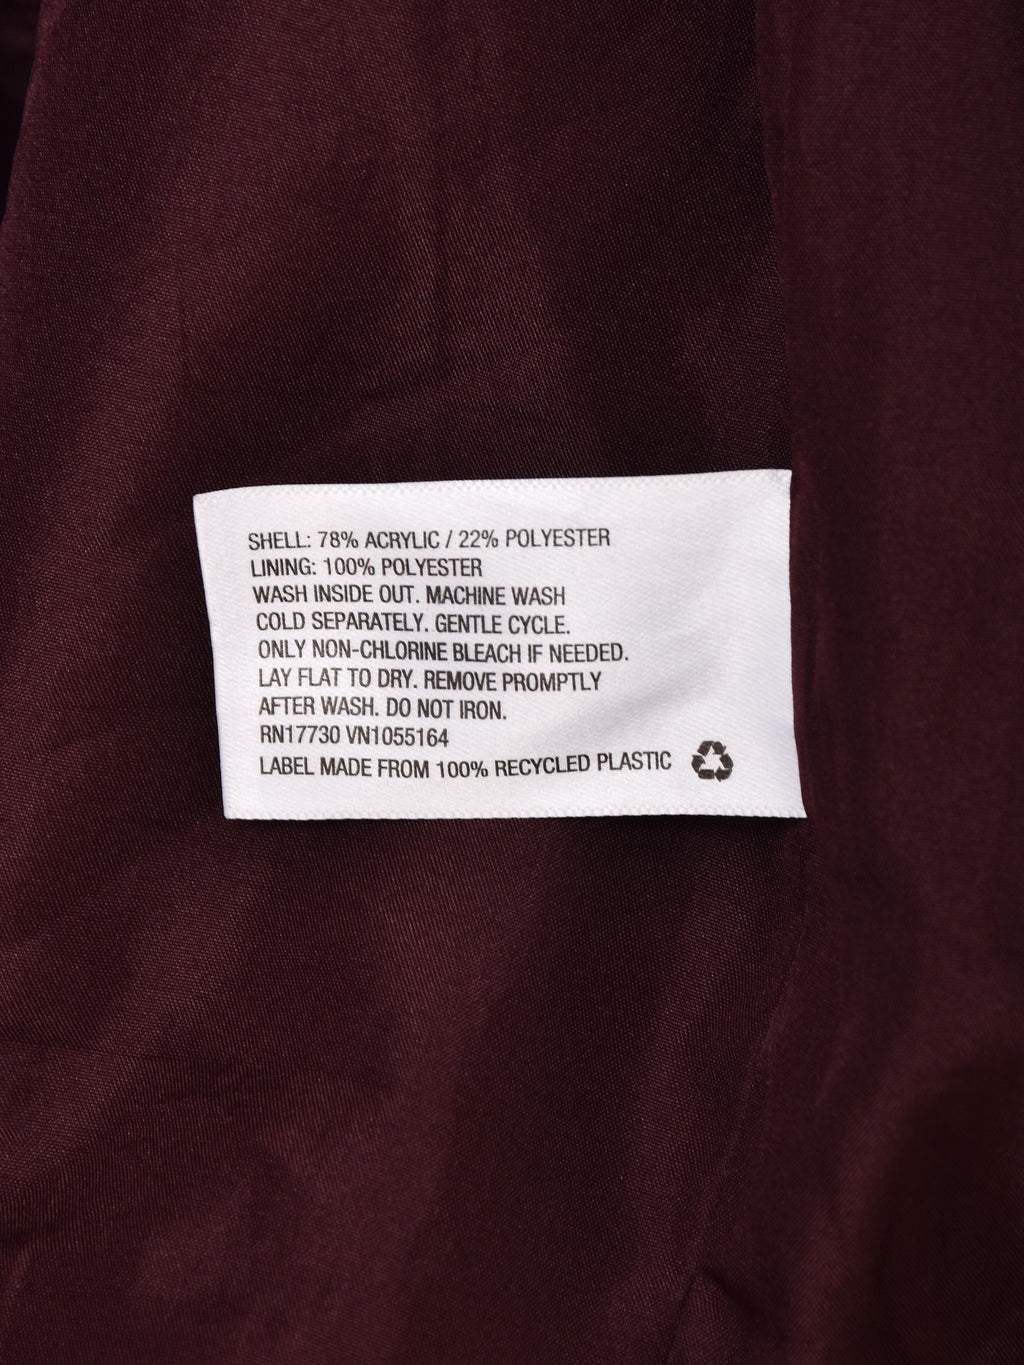 SHELL: 78% ACRYLIC / 22% POLYESTER
LINING: 100% POLYESTER
WASH INSIDE OUT. MACHINE WASH
COLD SEPARATELY. GENTLE CYCLE.
ONLY NON-CHLORINE BLEACH IF NEEDED.
LAY FLAT TO DRY. REMOVE PROMPTLY
AFTER WASH. DO NOT IRON.
RN17730 VN1055164
LABEL MADE FROM 100% RECYCLED PLASTIC